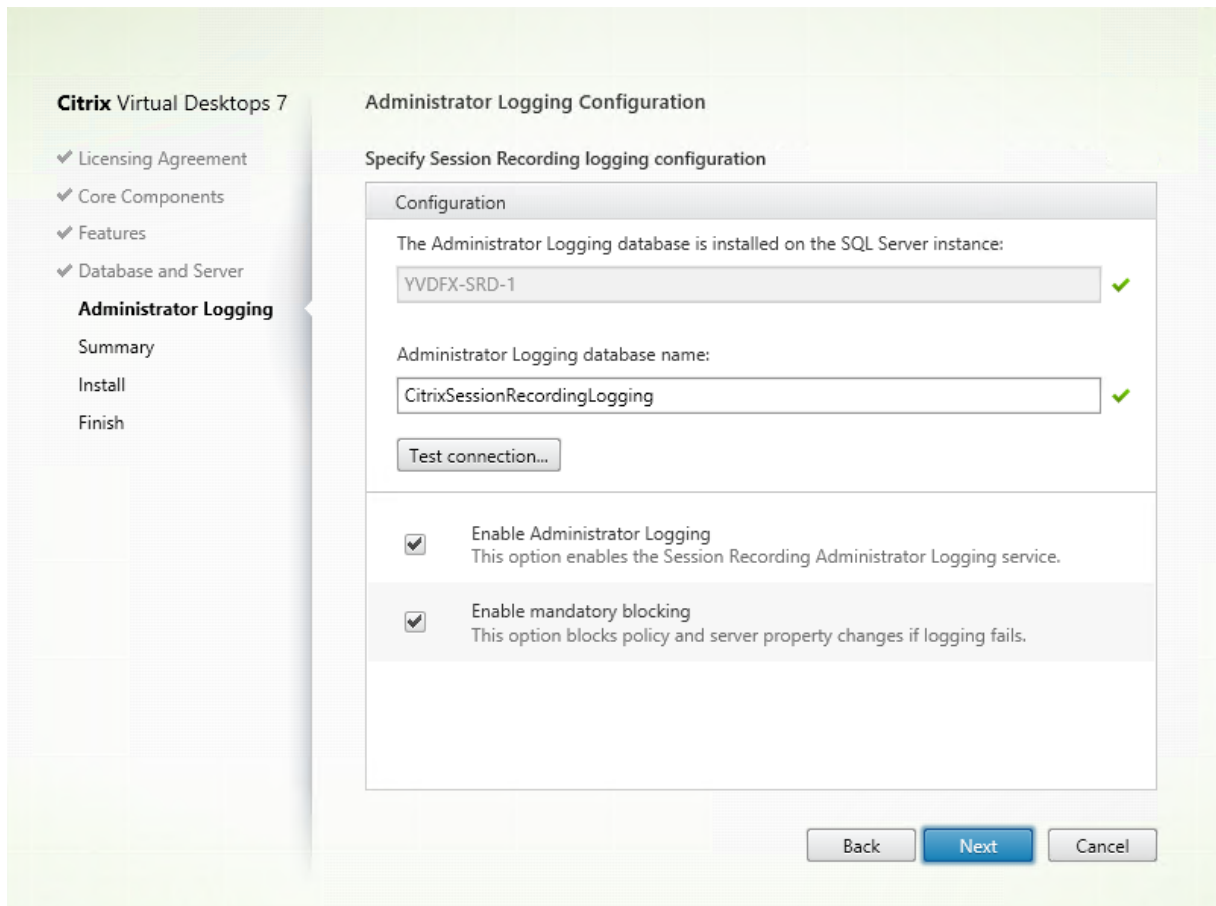 Citrix Virtual Desktops 7
Licensing Agreement
Core Components
Features
Database and Server
Administrator Logging
Summary
Install
Finish
Administrator Logging Configuration
Specify Session Recording logging configuration
Configuration
The Administrator Logging database is installed on the SQL Server instance:
YVDFX-SRD-1
Administrator Logging database name:
CitrixSessionRecordingLogging
Test connection...
Enable Administrator Logging
This option enables the Session Recording Administrator Logging service.
Enable mandatory blocking
This option blocks policy and server property changes if logging fails.
Back
Next
Cancel